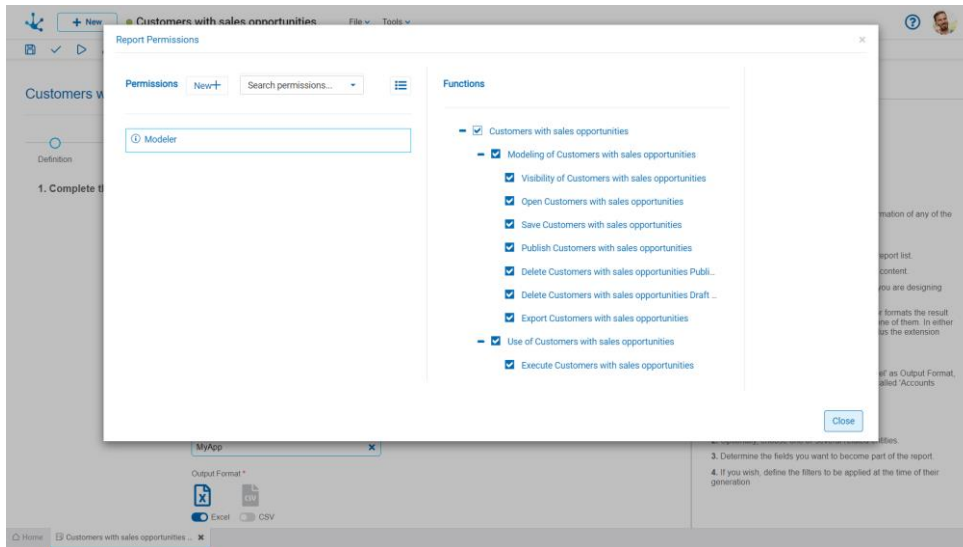 + New
Customers with sales opportunities
File
Tools
Report Permissions
×
Customers w
Permissions
New+
Search permissions...
Functions
Modeler
Customers with sales opportunities
Modeling of Customers with sales opportunities
Visibility of Customers with sales opportunities
Open Customers with sales opportunities
Save Customers with sales opportunities
Publish Customers with sales opportunities
Delete Customers with sales opportunities Publi...
Delete Customers with sales opportunities Draft ...
Export Customers with sales opportunities
Use of Customers with sales opportunities
Execute Customers with sales opportunities
Close
Definition
1. Complete t
mation of any of the
eport list.
content.
you are designing
r formats the result
ne of them. In either
us the extension
el' as Output Format,
alled 'Accounts
3. Determine the fields you want to become part of the report.
4. If you wish, define the filters to be applied at the time of their
generation
MyApp
Output Format *
Excel
CSV
Home
Customers with sales opportunities ..